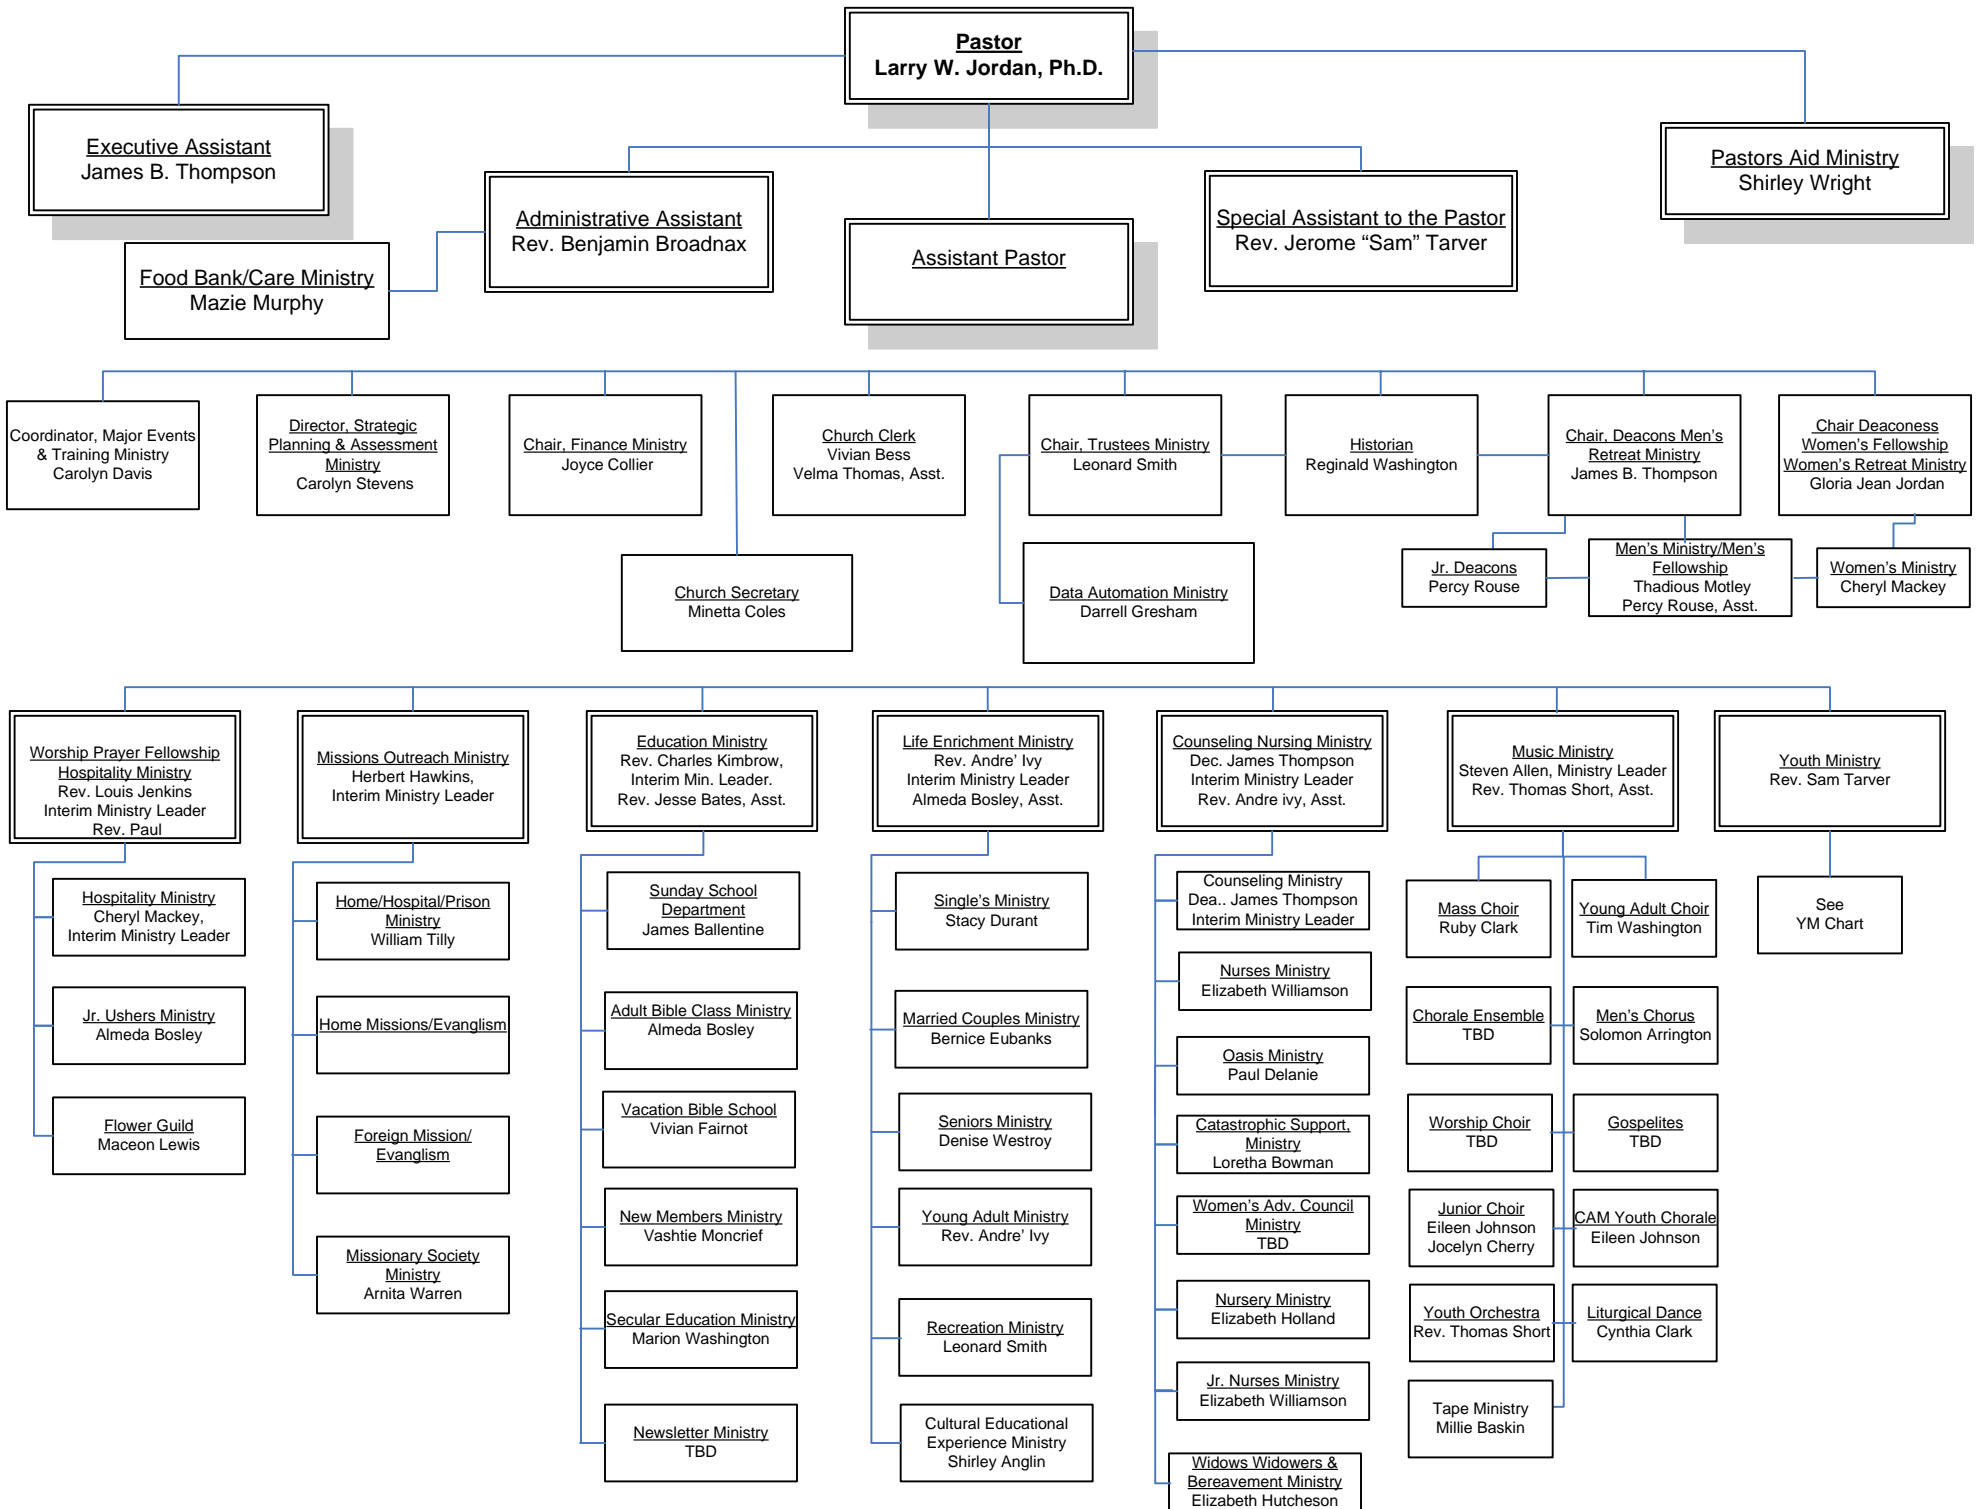 Pastor
Larry W. Jordan, Ph.D.
Executive Assistant
James B. Thompson
Pastors Aid Ministry
Shirley Wright
Administrative Assistant
Rev. Benjamin Broadnax
Special Assistant to the Pastor
Rev. Jerome “Sam” Tarver
Assistant Pastor
Food Bank/Care Ministry
Mazie Murphy
Coordinator, Major Events
& Training Ministry
Carolyn Davis
Director, Strategic
Planning & Assessment
Ministry
Carolyn Stevens
Chair, Finance Ministry
Joyce Collier
Church Clerk
Vivian Bess
Velma Thomas, Asst.
Chair, Trustees Ministry
Leonard Smith
Historian
Reginald Washington
Chair, Deacons Men’s
Retreat Ministry
James B. Thompson
Chair Deaconess
Women’s Fellowship
Women’s Retreat Ministry
Gloria Jean Jordan
Church Secretary
Minetta Coles
Data Automation Ministry
Darrell Gresham
Jr. Deacons
Percy Rouse
Men’s Ministry/Men’s
Fellowship
Thadious Motley
Percy Rouse, Asst.
Women’s Ministry
Cheryl Mackey
Worship Prayer Fellowship
Hospitality Ministry
Rev. Louis Jenkins
Interim Ministry Leader
Rev. Paul
Missions Outreach Ministry
Herbert Hawkins,
Interim Ministry Leader
Education Ministry
Rev. Charles Kimbrow,
Interim Min. Leader.
Rev. Jesse Bates, Asst.
Life Enrichment Ministry
Rev. Andre’ Ivy
Interim Ministry Leader
Almeda Bosley, Asst.
Counseling Nursing Ministry
Dec. James Thompson
Interim Ministry Leader
Rev. Andre ivy, Asst.
Music Ministry
Steven Allen, Ministry Leader
Rev. Thomas Short, Asst.
Youth Ministry
Rev. Sam Tarver
Hospitality Ministry
Cheryl Mackey,
Interim Ministry Leader
Jr. Ushers Ministry
Almeda Bosley
Flower Guild
Maceon Lewis
Home/Hospital/Prison
Ministry
William Tilly
Home Missions/Evanglism
Foreign Mission/
Evanglism
Missionary Society
Ministry
Arnita Warren
Sunday School
Department
James Ballentine
Adult Bible Class Ministry
Almeda Bosley
Vacation Bible School
Vivian Fairnot
New Members Ministry
Vashtie Moncrief
Secular Education Ministry
Marion Washington
Newsletter Ministry
TBD
Single’s Ministry
Stacy Durant
Married Couples Ministry
Bernice Eubanks
Seniors Ministry
Denise Westroy
Young Adult Ministry
Rev. Andre’ Ivy
Recreation Ministry
Leonard Smith
Cultural Educational
Experience Ministry
Shirley Anglin
Counseling Ministry
Dea.. James Thompson
Interim Ministry Leader
Nurses Ministry
Elizabeth Williamson
Oasis Ministry
Paul Delanie
Catastrophic Support,
Ministry
Loretha Bowman
Women’s Adv. Council
Ministry
TBD
Nursery Ministry
Elizabeth Holland
Jr. Nurses Ministry
Elizabeth Williamson
Widows Widowers &
Bereavement Ministry
Elizabeth Hutcheson
Mass Choir
Ruby Clark
Young Adult Choir
Tim Washington
Chorale Ensemble
TBD
Men’s Chorus
Solomon Arrington
Worship Choir
TBD
Gospelites
TBD
Junior Choir
Eileen Johnson
Jocelyn Cherry
CAM Youth Chorale
Eileen Johnson
Youth Orchestra
Rev. Thomas Short
Liturgical Dance
Cynthia Clark
Tape Ministry
Millie Baskin
See
YM Chart